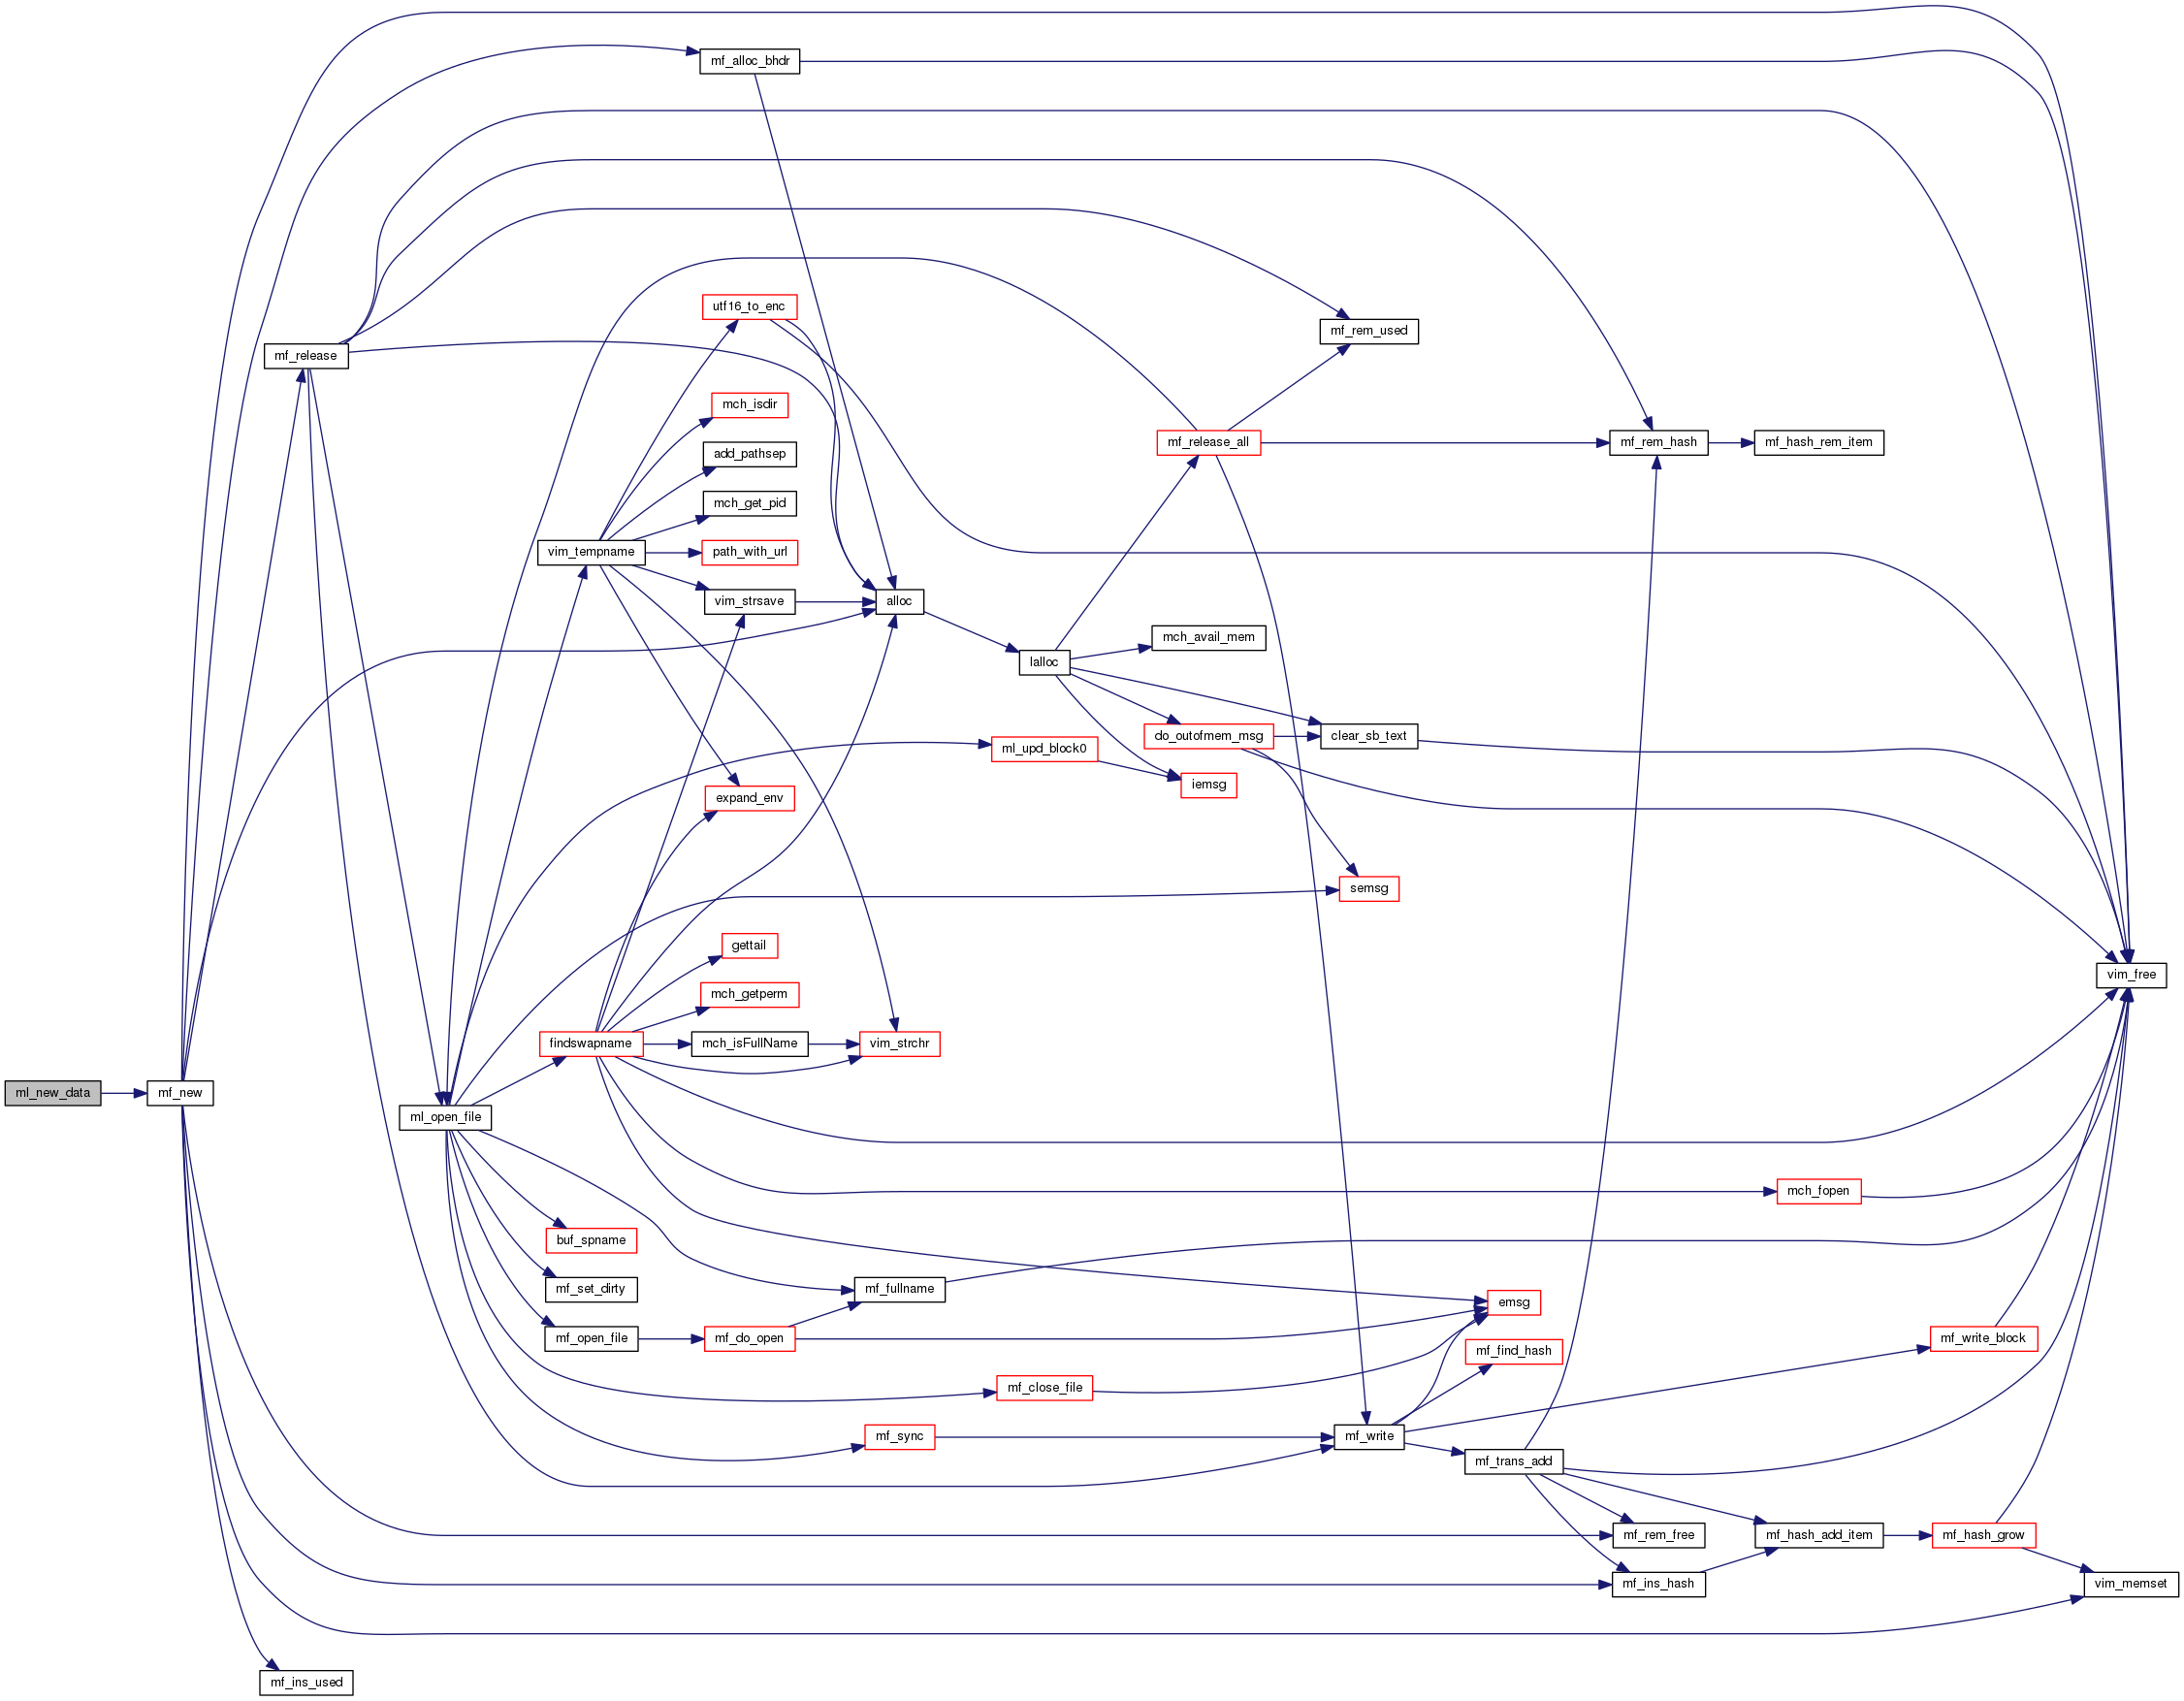 ml_new_data
mf_new
mf_release
mf_ins_used
ml_open_file
vim_tempname
findswapname
buf_spname
mf_set_dirty
mf_open_file
mf_alloc_bhdr
utf16_to_enc
mch_isdir
add_pathsep
mch_get_pid
path_with_url
vim_strsave
expand_env
gettail
mch_getperm
mch_isFullName
mf_do_open
alloc
vim_strchr
mf_fullname
mf_sync
lalloc
ml_upd_block0
mf_close_file
mf_release_all
mch_avail_mem
do_outofmem_msg
iemsg
mf_rem_used
clear_sb_text
semsg
mf_write
emsg
mf_find_hash
mf_trans_add
mf_rem_hash
mf_rem_free
mf_ins_hash
mf_hash_rem_item
mch_fopen
mf_hash_add_item
mf_write_block
mf_hash_grow
vim_free
vim_memset